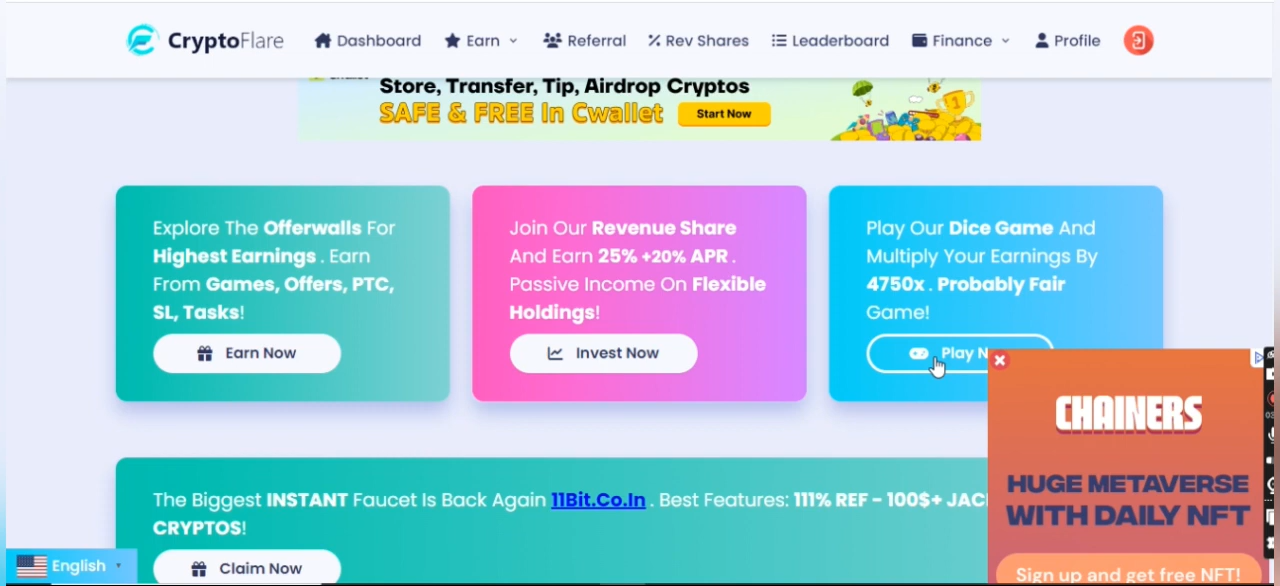 CryptoFlare Dashboard Earn Referral Rev Shares Leaderboard Finance Profile
Store, Transfer, Tip, Airdrop Cryptos
SAFE & FREE In Cwallet Start Now
Explore The Offerwalls For
Highest Earnings . Earn
From Games, Offers, PTC,
SL, Tasks!
Earn Now
Join Our Revenue Share
And Earn 25% +20% APR .
Passive Income On Flexible
Holdings!
Invest Now
Play Our Dice Game And
Multiply Your Earnings By
4750x . Probably Fair
Game!
Play N
CHAINERS
HUGE METAVERSE
WITH DAILY NFT
Sign up and get free NFT!
The Biggest INSTANT Faucet Is Back Again 11Bit.Co.In . Best Features: 111% REF - 100$+ JAC
CRYPTOS!
Claim Now
English